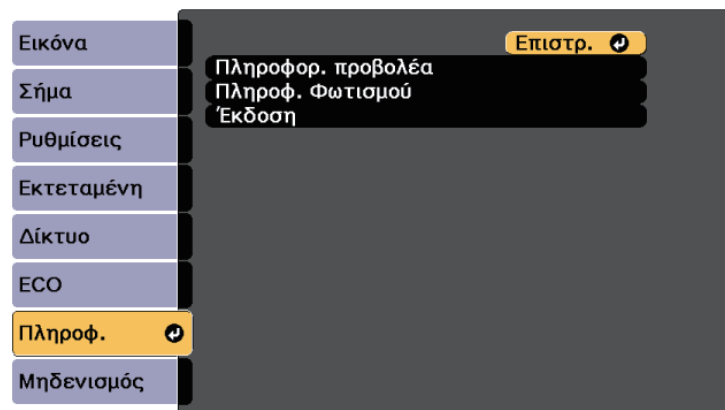 Εικόνα
Σήμα
Ρυθμίσεις
Εκτεταμένη
Δίκτυο
ECO
Πληροφ.
Μηδενισμός
Επιστρ.
Πληροφορ. προβολέα
Πληροφ. Φωτισμού
Έκδοση